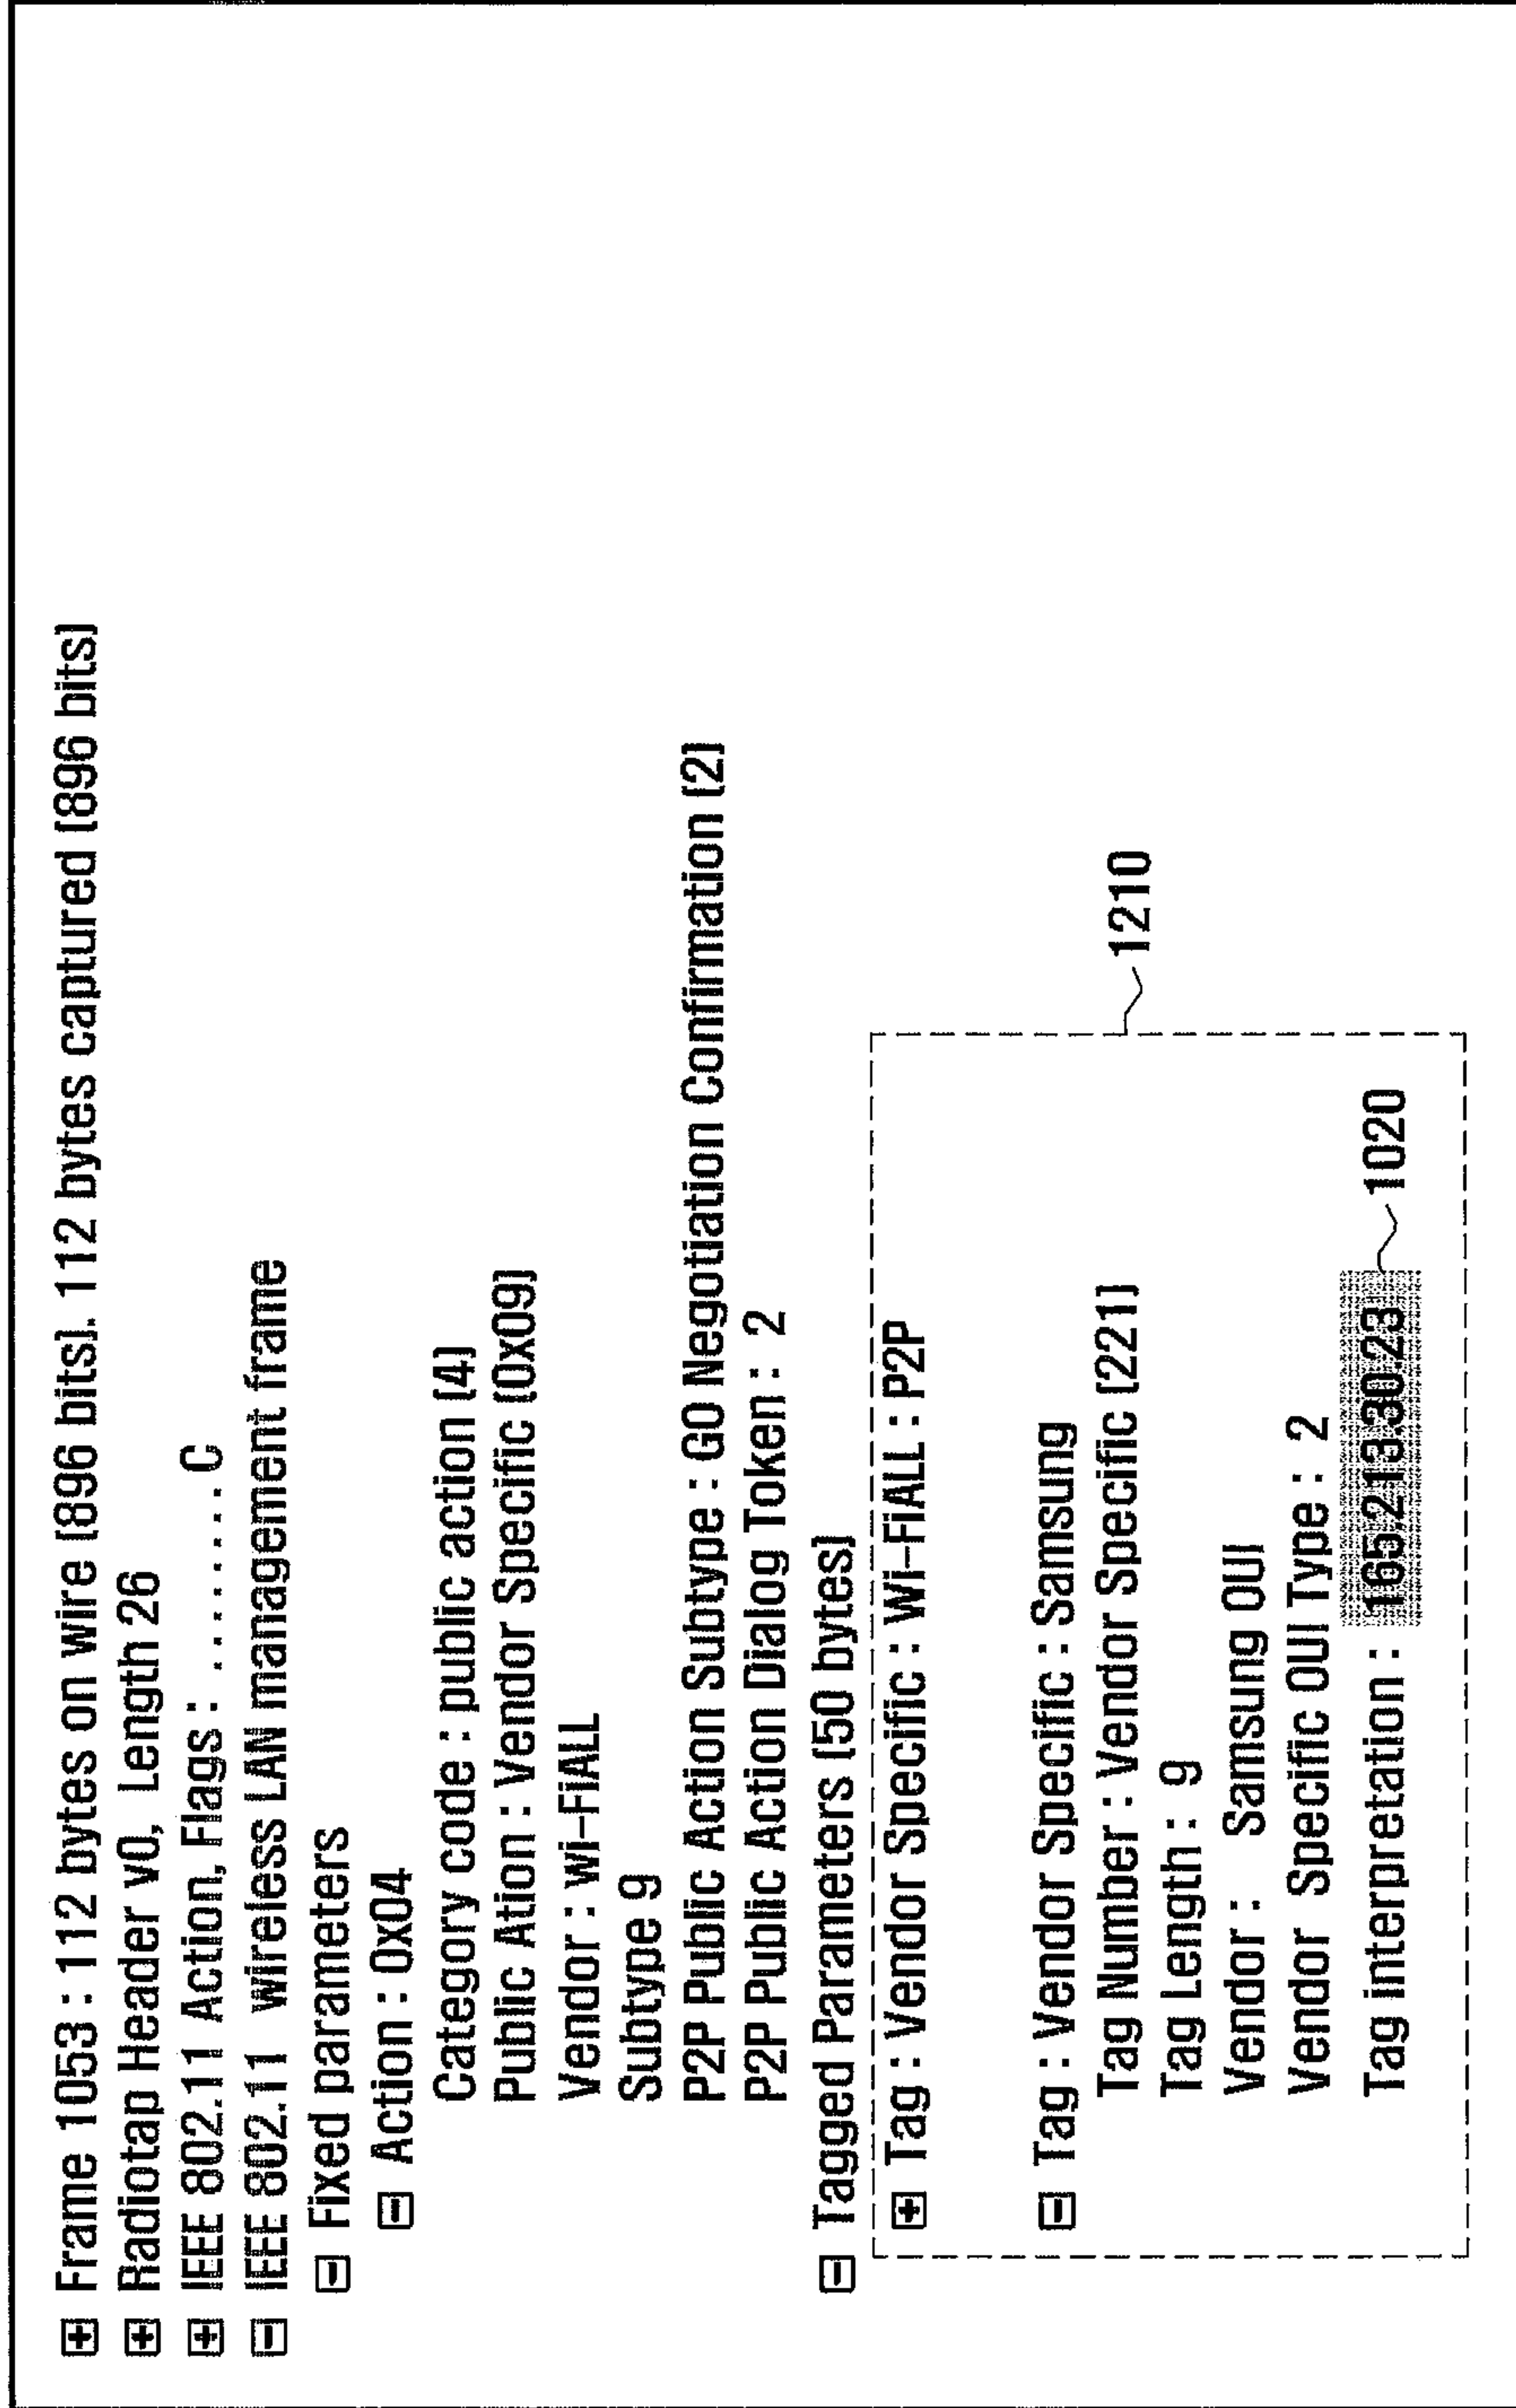 Frame 1053 : 112 bytes on wire (896 bits). 112 bytes captured (896 bits)
Radiotap Header v0, Length 26
IEEE 802.11 Action, Flags : ........ C
IEEE 802.11 wireless LAN management frame
Fixed parameters
Action : 0x04
Category code : public action (4)
Public Ation : Vendor Specific (0x09)
Vendor : wi-FiALL
Subtype 9
P2P Public Action Subtype : GO Negotiation Confirmation (2)
P2P Public Action Dialog Token : 2
Tagged Parameters (50 bytes)
Tag : Vendor Specific : Wi-FiALL : P2P
Tag : Vendor Specific : Samsung
Tag Number : Vendor Specific (221)
1210
Tag Length : 9
Vendor : Samsung OUI
Vendor Specific OUI Type : 2
Tag interpretation : 165.213.30.23
1020